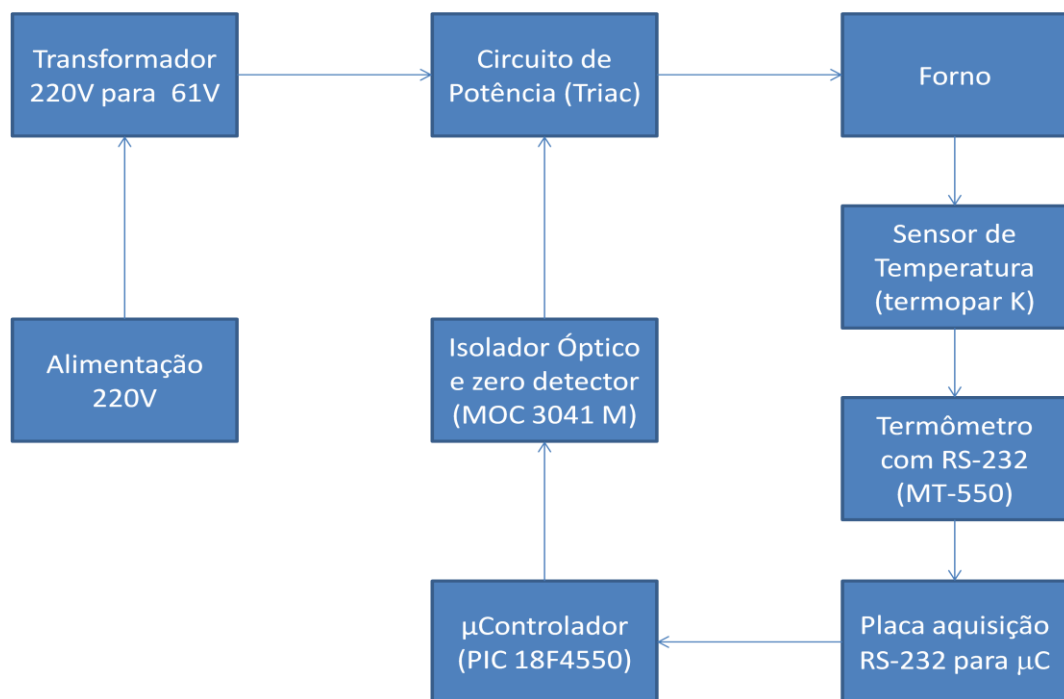 Transformador
220V para 61V
Circuito de
Potência (Triac)
Forno
Sensor de
Temperatura
(termopar K)
Alimentação
220V
Isolador Óptico
e zero detector
(MOC 3041 M)
Termômetro
com RS-232
(MT-550)
µControlador
(PIC 18F4550)
Placa aquisição
RS-232 para µC